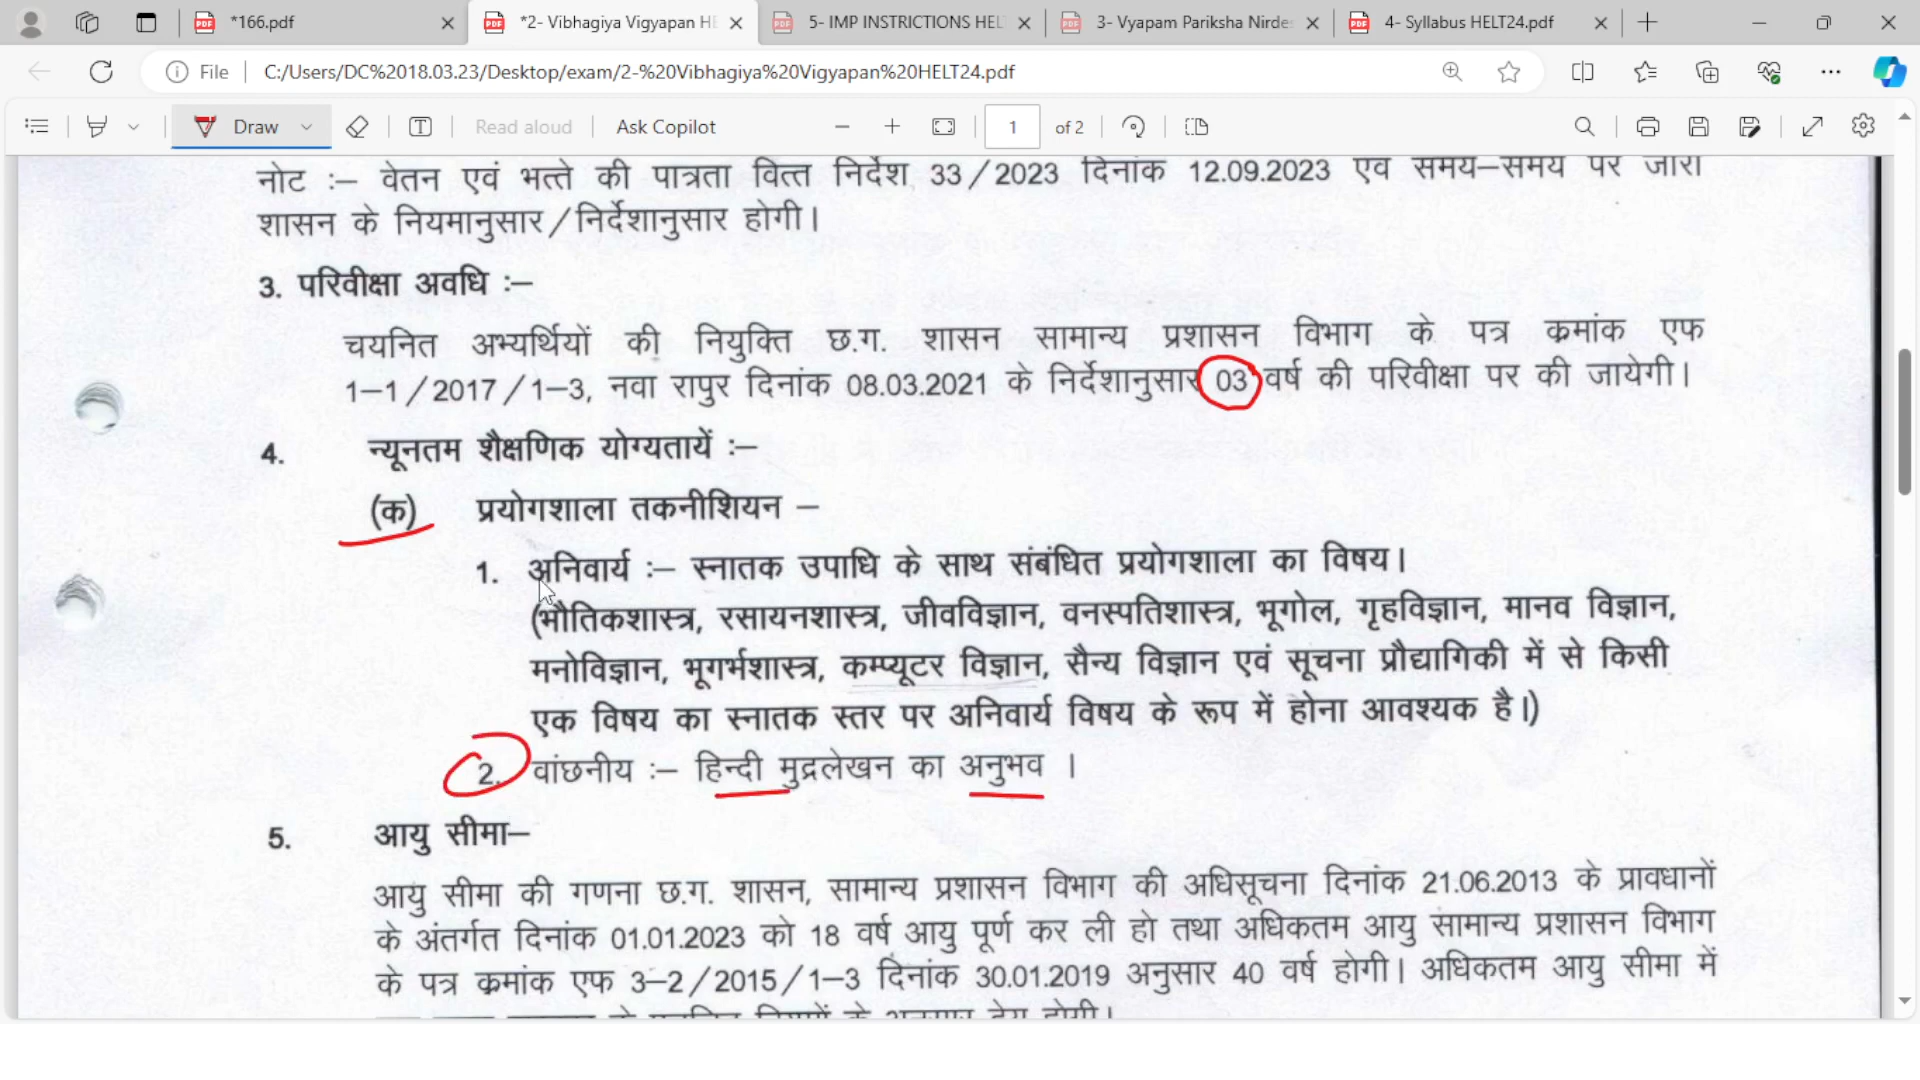 *166.pdf
*2- Vibhagiya Vigyapan HE
5- IMP INSTRICTIONS HEL
3- Vyapam Pariksha Nirde
4- Syllabus HELT24.pdf
File
C:/Users/DC%2018.03.23/Desktop/exam/2-%20Vibhagiya%20Vigyapan%20HELT24.pdf
Draw
Read aloud
Ask Copilot
1
of 2
नोट :– वेतन एवं भत्ते की पात्रता वित्त निर्देश 33/2023 दिनांक 12.09.2023 एवं समय–समय पर जारी
शासन के नियमानुसार/निर्देशानुसार होगी।
3. परिवीक्षा अवधि :–
चयनित अभ्यर्थियों की नियुक्ति छ.ग. शासन सामान्य प्रशासन विभाग के पत्र क्रमांक एफ
1–1/2017/1–3, नवा रापुर दिनांक 08.03.2021 के निर्देशानुसार 03 वर्ष की परिवीक्षा पर की जायेगी।
4. न्यूनतम शैक्षणिक योग्यतायें :–
(क) प्रयोगशाला तकनीशियन –
1. अनिवार्य :– स्नातक उपाधि के साथ संबंधित प्रयोगशाला का विषय।
(भौतिकशास्त्र, रसायनशास्त्र, जीवविज्ञान, वनस्पतिशास्त्र, भूगोल, गृहविज्ञान, मानव विज्ञान,
मनोविज्ञान, भूगर्भशास्त्र, कम्प्यूटर विज्ञान, सैन्य विज्ञान एवं सूचना प्रौद्यागिकी में से किसी
एक विषय का स्नातक स्तर पर अनिवार्य विषय के रूप में होना आवश्यक है।)
2. वांछनीय :– हिन्दी मुद्रलेखन का अनुभव ।
5. आयु सीमा–
आयु सीमा की गणना छ.ग. शासन, सामान्य प्रशासन विभाग की अधिसूचना दिनांक 21.06.2013 के प्रावधानों
के अंतर्गत दिनांक 01.01.2023 को 18 वर्ष आयु पूर्ण कर ली हो तथा अधिकतम आयु सामान्य प्रशासन विभाग
के पत्र क्रमांक एफ 3–2/2015/1–3 दिनांक 30.01.2019 अनुसार 40 वर्ष होगी। अधिकतम आयु सीमा में